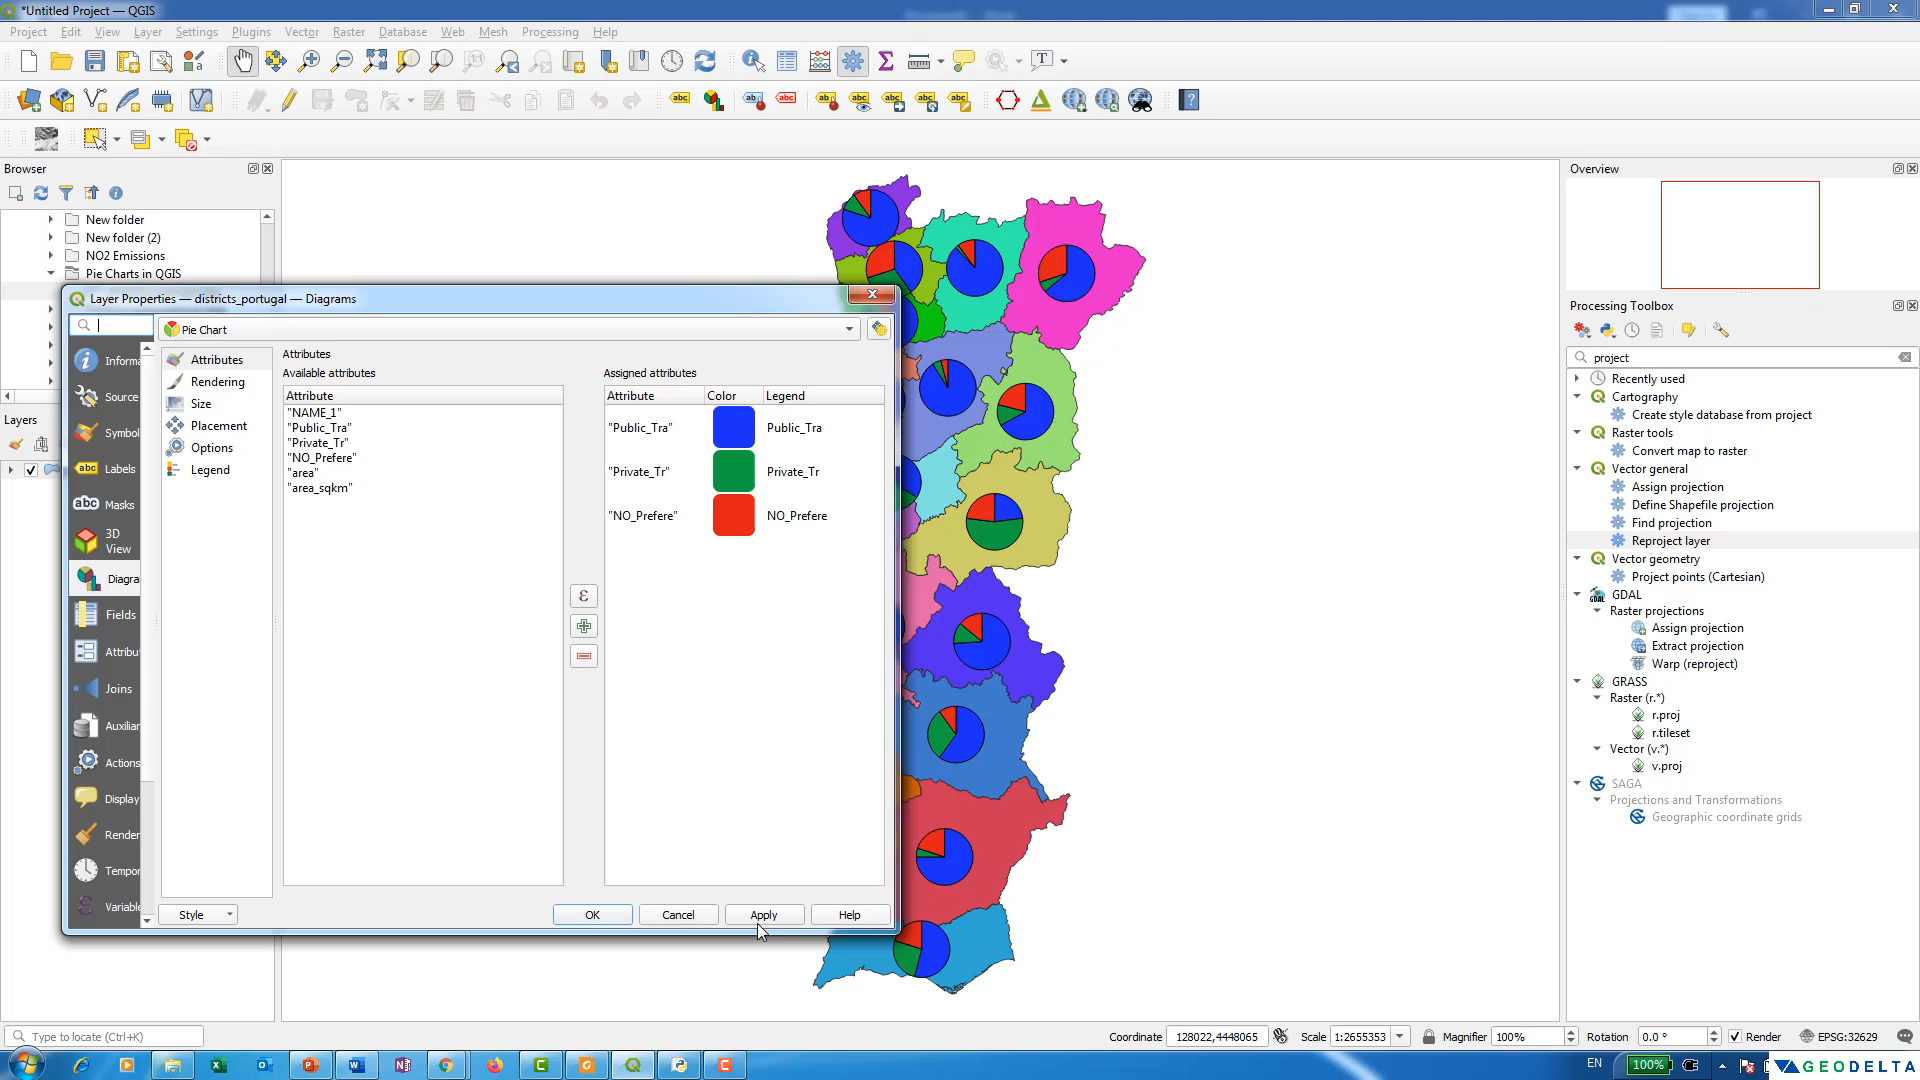 *Untitled Project — QGIS
Project Edit View Layer Settings Plugins Vector Raster Database Web Mesh Processing Help
Browser
New folder
New folder (2)
NO2 Emissions
Pie Charts in QGIS
Layers
Layer Properties — districts_portugal — Diagrams
Pie Chart
Informa
Source
Symbol
Labels
Masks
3D
View
Diagra
Fields
Attribu
Joins
Auxiliar
Actions
Display
Render
Tempor
Variabl
Attributes
Rendering
Size
Placement
Options
Legend
Attributes
Available attributes
Attribute
"NAME_1"
"Public_Tra"
"Private_Tr"
"NO_Prefere"
"area"
"area_sqkm"
Assigned attributes
Attribute Color Legend
"Public_Tra" Public_Tra
"Private_Tr" Private_Tr
"NO_Prefere" NO_Prefere
Style
OK Cancel Apply Help
Overview
Processing Toolbox
project
Recently used
Cartography
Create style database from project
Raster tools
Convert map to raster
Vector general
Assign projection
Define Shapefile projection
Find projection
Reproject layer
Vector geometry
Project points (Cartesian)
GDAL
Raster projections
Assign projection
Extract projection
Warp (reproject)
GRASS
Raster (r.*)
r.proj
r.tileset
Vector (v.*)
v.proj
SAGA
Projections and Transformations
Geographic coordinate grids
Type to locate (Ctrl+K)
Coordinate 128022,4448065 Scale 1:2655353 Magnifier 100% Rotation 0.0 ° Render EPSG:32629
EN 100% GEODELTA